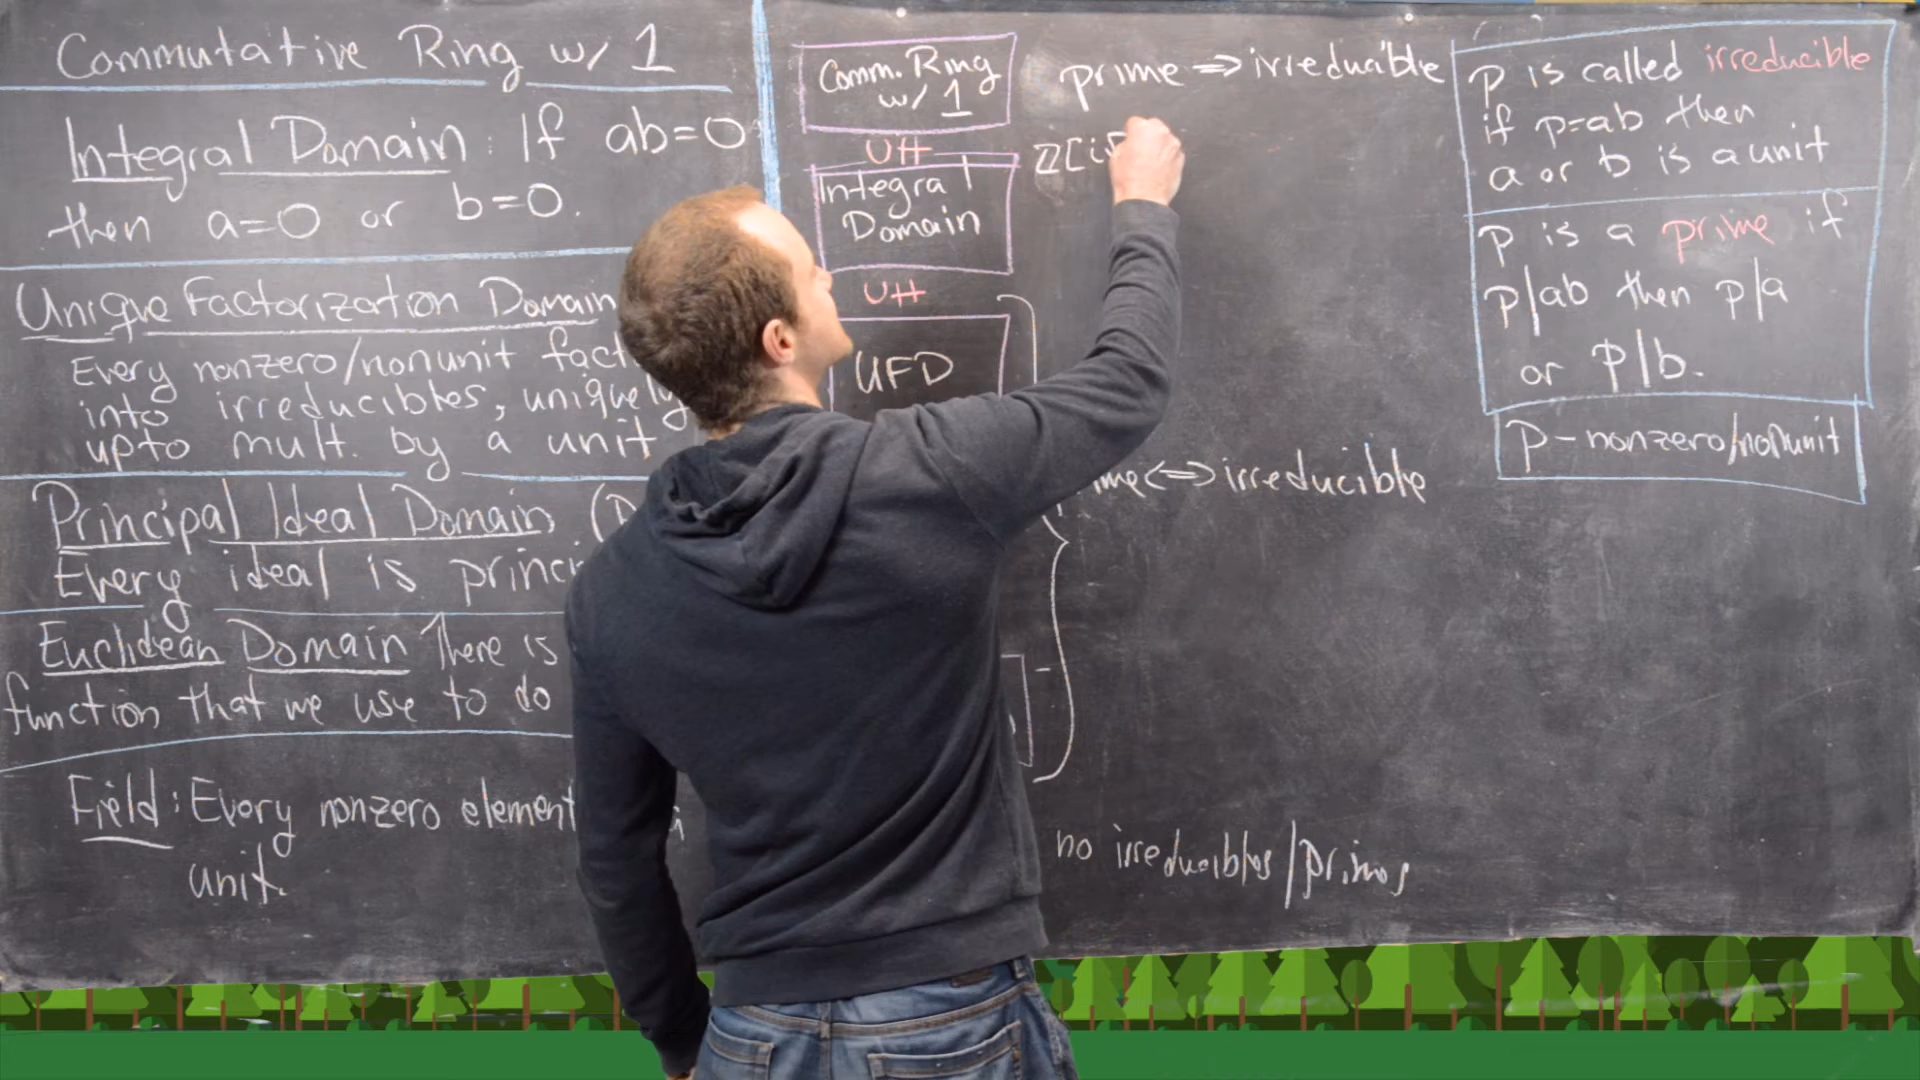 Commutative Ring w/ 1
Integral Domain: If ab=0
then a=0 or b=0.
Unique Factorization Domain
Every nonzero/nonunit
into irreducibles, uniquely
upto mult. by a unit
Principal Ideal Domain
Every ideal is
Euclidean Domain There is
function that we use to do
Field: Every nonzero element
unit.
Comm. Ring
w/ 1
Integral
Domain
UFD
prime ⇒ irreducible
irreducible
no irreducibles/primes
p is called irreducible
if p=ab then
a or b is a unit
p is a prime if
p|ab then p|a
or p|b.
p-nonzero/nonunit